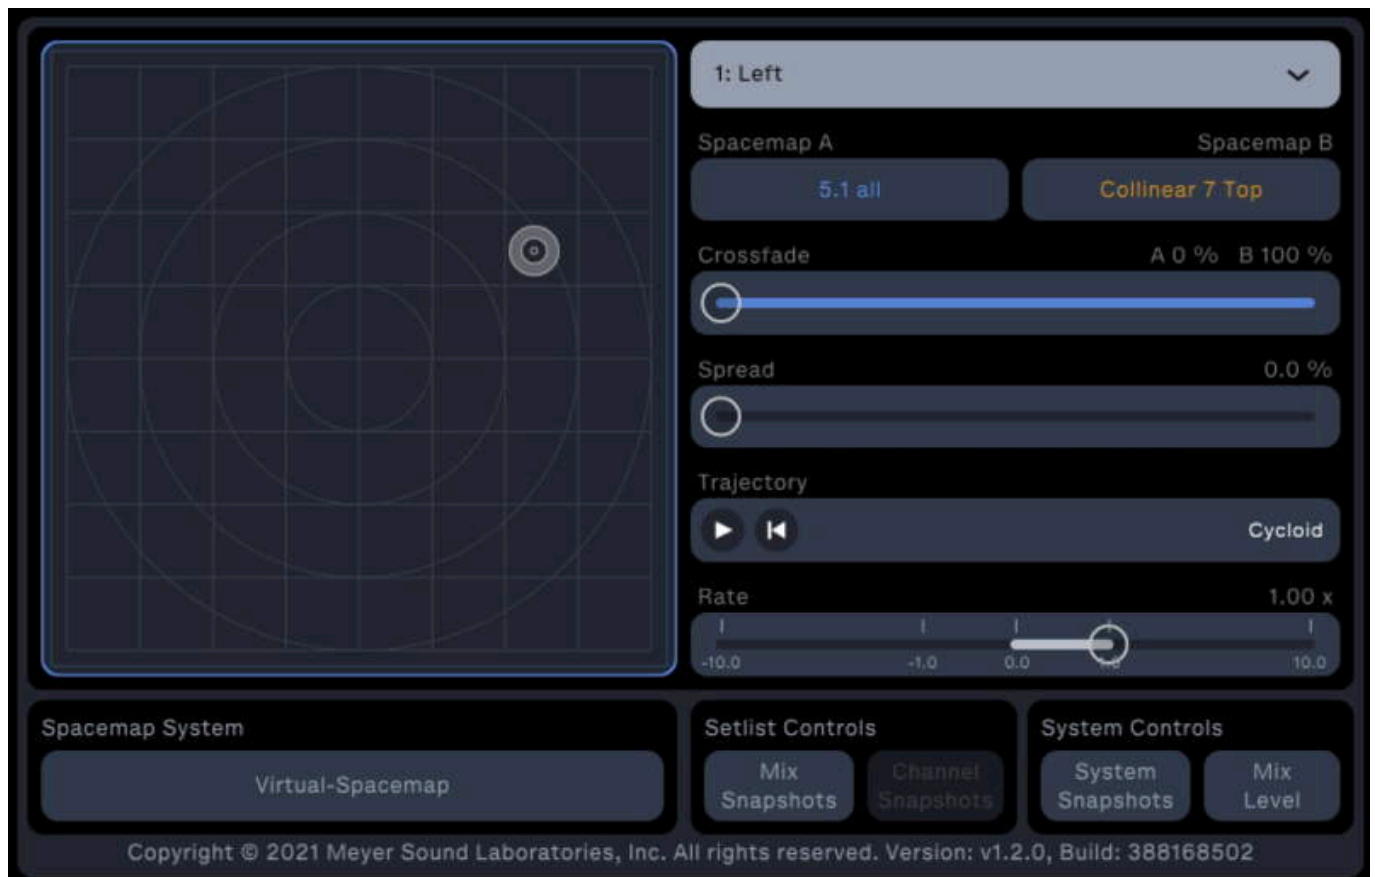 1: Left
Spacemap A
Spacemap B
5.1 all
Collinear 7 Top
Crossfade
A 0 % B 100 %
Spread
0.0 %
Trajectory
Cycloid
Rate
1.00 x
-10.0 -1.0 0.0 1.0 10.0
Spacemap System
Virtual-Spacemap
Setlist Controls
Mix
Snapshots
Channel
Snapshots
System Controls
System
Snapshots
Mix
Level
Copyright © 2021 Meyer Sound Laboratories, Inc. All rights reserved. Version: v1.2.0, Build: 388168502